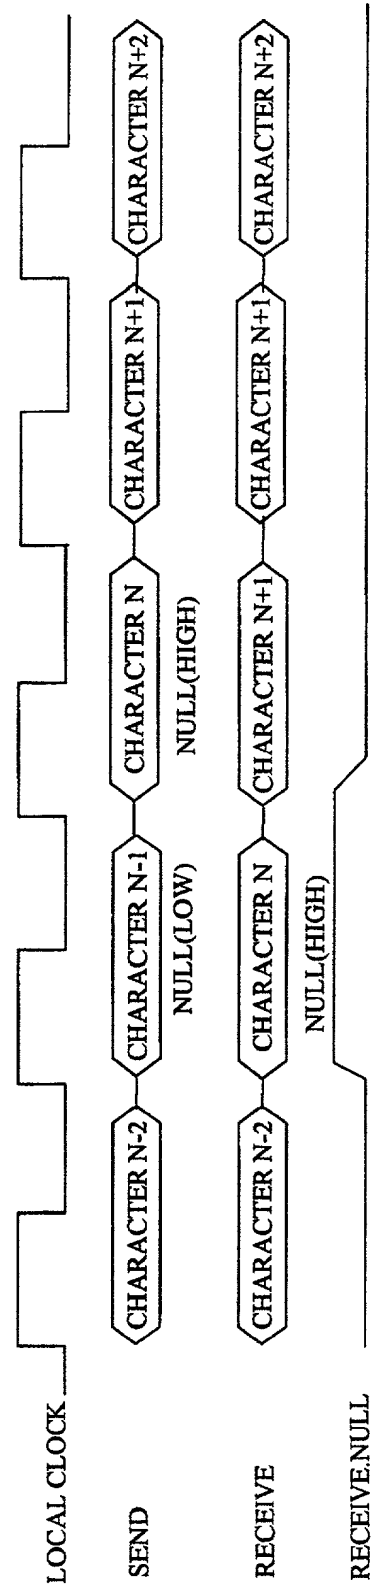 LOCAL CLOCK
SEND
CHARACTER N-2
CHARACTER N-1
CHARACTER N
CHARACTER N+1
CHARACTER N+2
NULL(LOW)
NULL(HIGH)
RECEIVE
CHARACTER N-2
CHARACTER N
CHARACTER N+1
CHARACTER N+1
CHARACTER N+2
NULL(HIGH)
RECEIVE.NULL